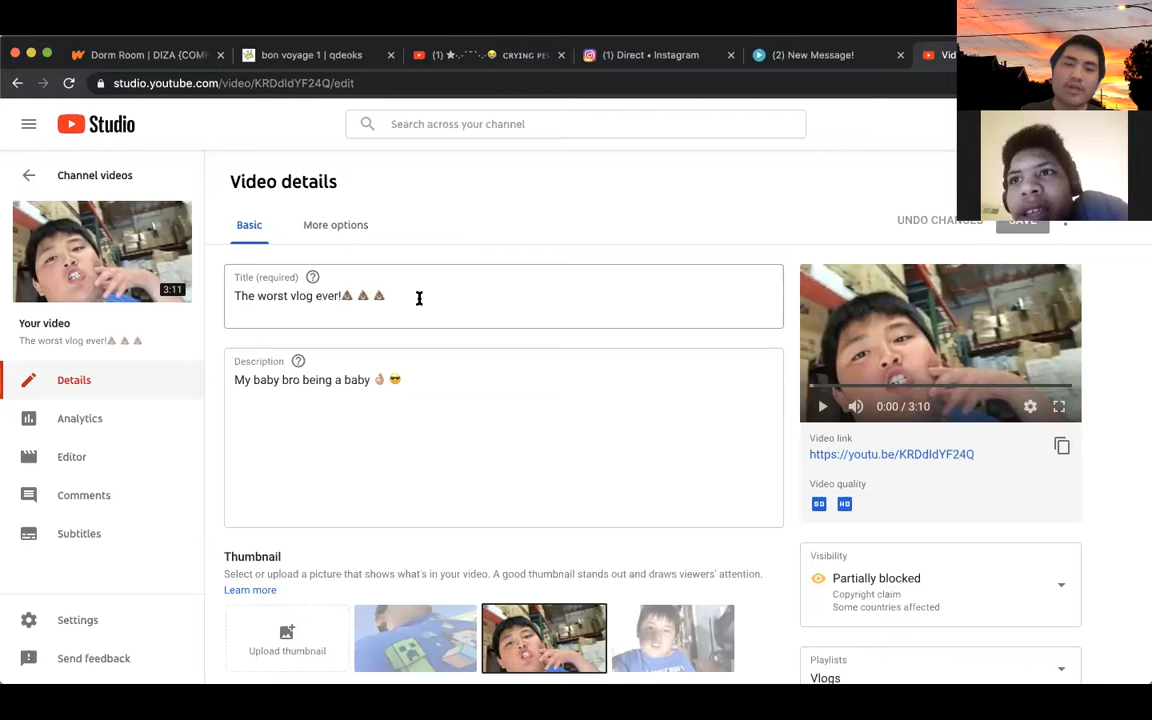 Dorm Room | DIZA {COM
bon voyage 1 | qdeoks
(1) ★
(1) Direct • Instagram
(2) New Message!
studio.youtube.com/video/KRDdIdYF24Q/edit
Studio
Search across your channel
Channel videos
Video details
Basic
More options
UNDO CHANGES
SAVE
3:11
Your video
The worst vlog ever!💩 💩 💩
Details
Analytics
Editor
Comments
Subtitles
Settings
Send feedback
Title (required)
The worst vlog ever!💩 💩 💩
Description
My baby bro being a baby 👌🏼 😎
Thumbnail
Select or upload a picture that shows what's in your video. A good thumbnail stands out and draws viewers' attention.
Learn more
Upload thumbnail
0:00 / 3:10
Video link
https://youtu.be/KRDdIdYF24Q
Video quality
SD HD
Visibility
Partially blocked
Copyright claim
Some countries affected
Playlists
Vlogs